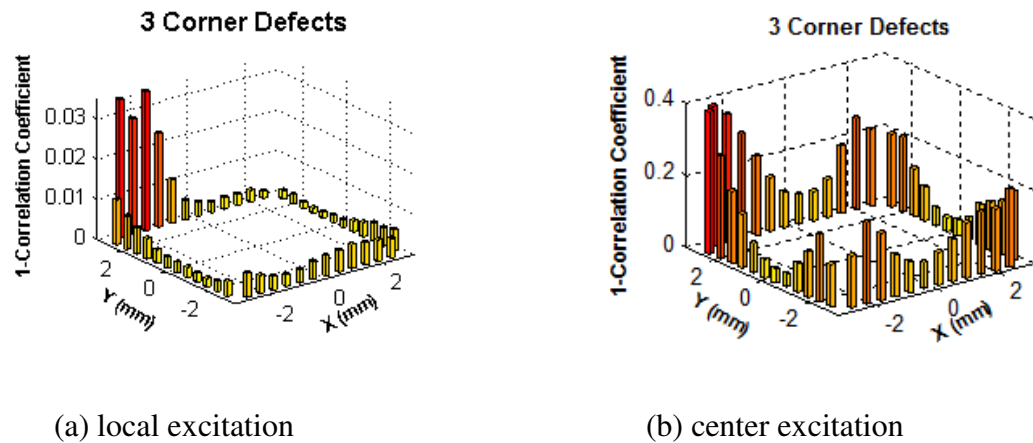 3 Corner Defects
1-Correlation Coefficient
0.03
0.02
0.01
0
2
0
-2
Y (mm)
-2
0
2
X (mm)
3 Corner Defects
1-Correlation Coefficient
0.4
0.2
0
2
0
-2
Y (mm)
-2
0
2
X (mm)
(a) local excitation
(b) center excitation